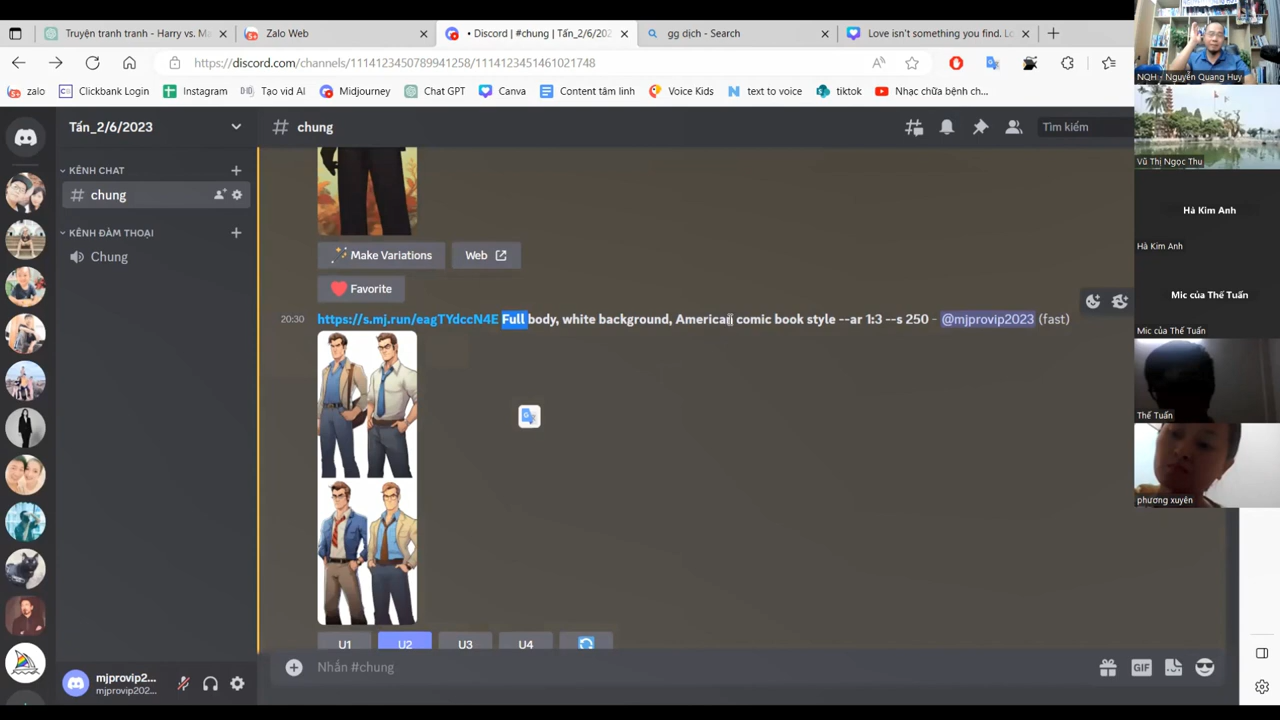 Truyện tranh tranh - Harry vs. Ma
Zalo Web
• Discord | #chung | Tấn_2/6/202
gg dịch - Search
Love isn't something you find. Lo
https://discord.com/channels/1114123450789941258/1114123451461021748
zalo
Clickbank Login
Instagram
Tạo vid AI
Midjourney
Chat GPT
Canva
Content tâm linh
Voice Kids
text to voice
tiktok
Nhạc chữa bệnh ch...
Tấn_2/6/2023
# chung
Tìm kiếm
KÊNH CHAT
# chung
KÊNH ĐÀM THOẠI
Chung
Make Variations
Web
Favorite
20:30
https://s.mj.run/eagTYdccN4E Full body, white background, American comic book style --ar 1:3 --s 250 - @mjprovip2023 (fast)
U1
U2
U3
U4
Nhắn #chung
GIF
mjprovip2...
mjprovip202...
NQH - Nguyễn Quang Huy
Vũ Thị Ngọc Thu
Hà Kim Anh
Hà Kim Anh
Mic của Thế Tuấn
Mic của Thế Tuấn
Thế Tuấn
phương xuyên